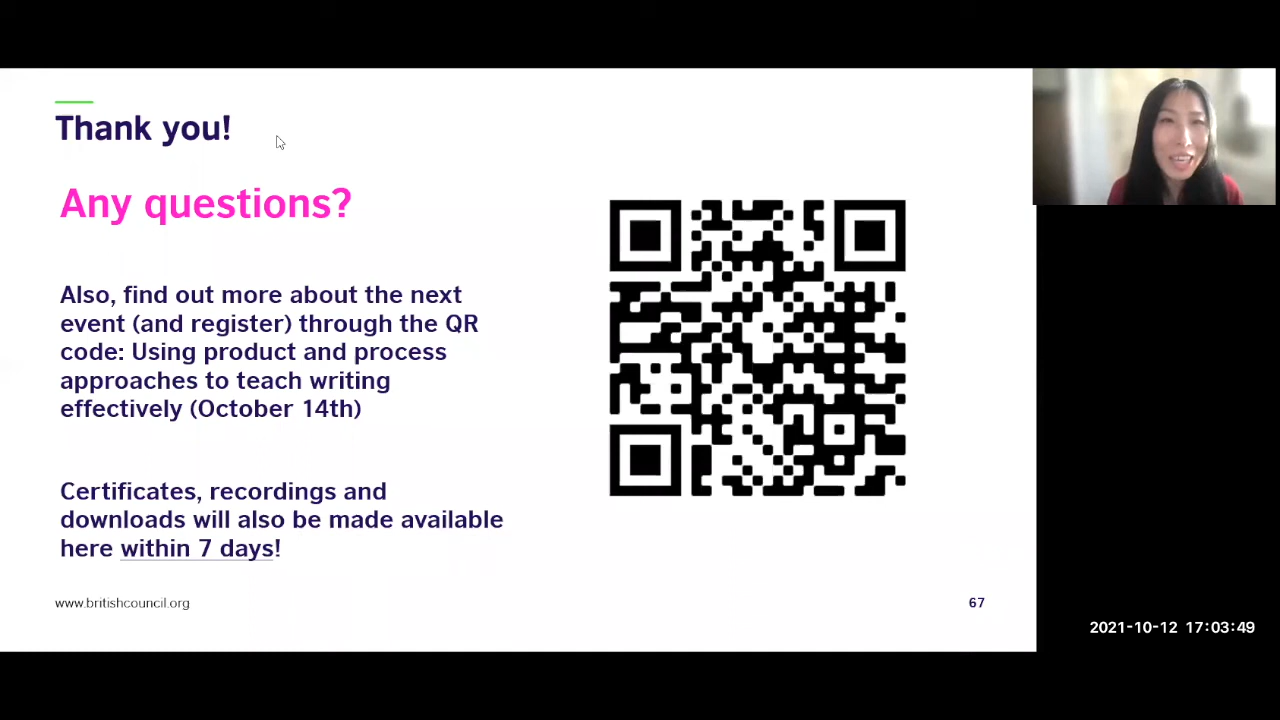 Thank you!
Any questions?
Also, find out more about the next
event (and register) through the QR
code: Using product and process
approaches to teach writing
effectively (October 14th)
Certificates, recordings and
downloads will also be made available
here within 7 days!
www.britishcouncil.org
67
2021-10-12 17:03:49